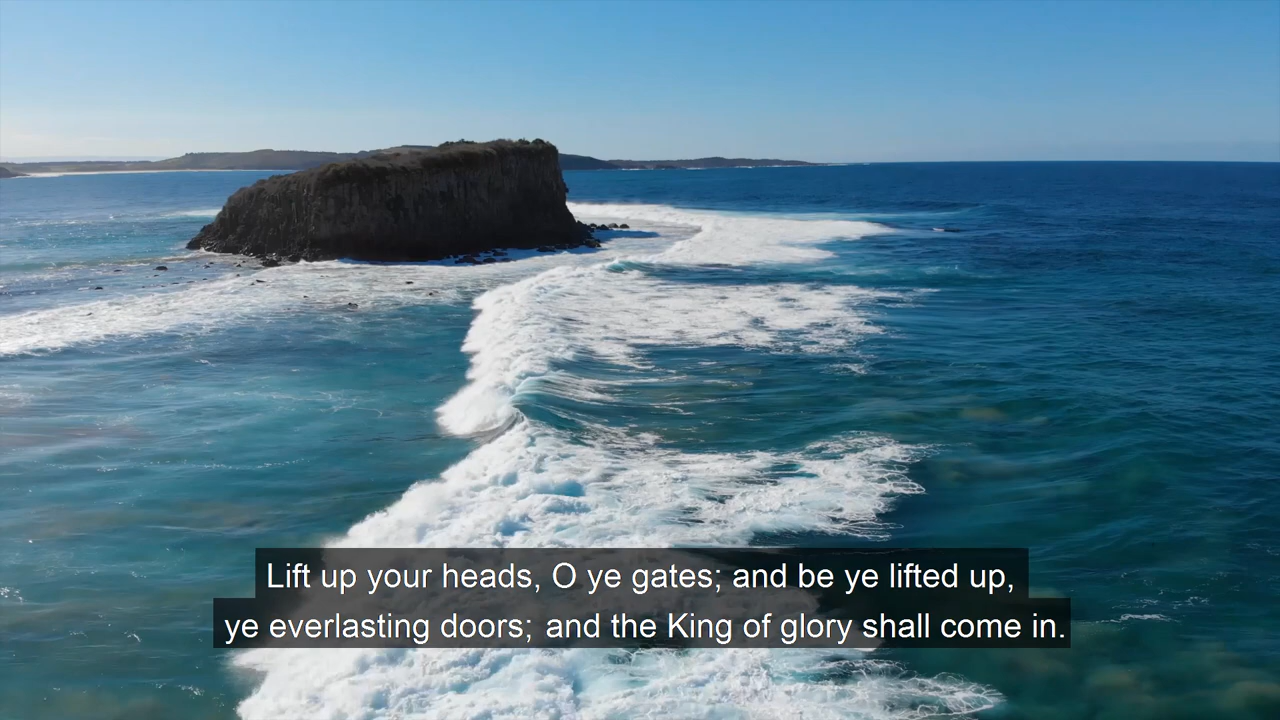 Lift up your heads, O ye gates; and be ye lifted up,
ye everlasting doors; and the King of glory shall come in.